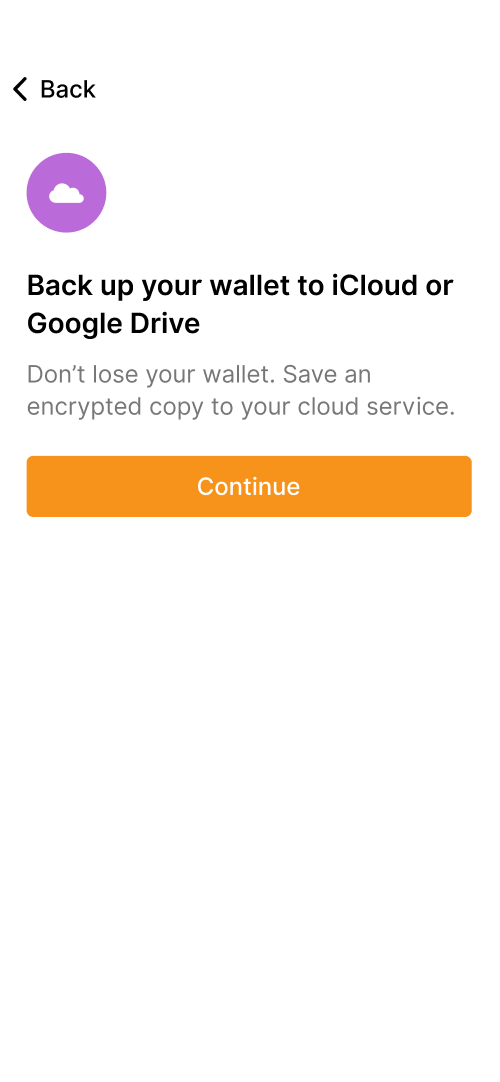 Back
Back up your wallet to iCloud or
Google Drive
Don’t lose your wallet. Save an
encrypted copy to your cloud service.
Continue